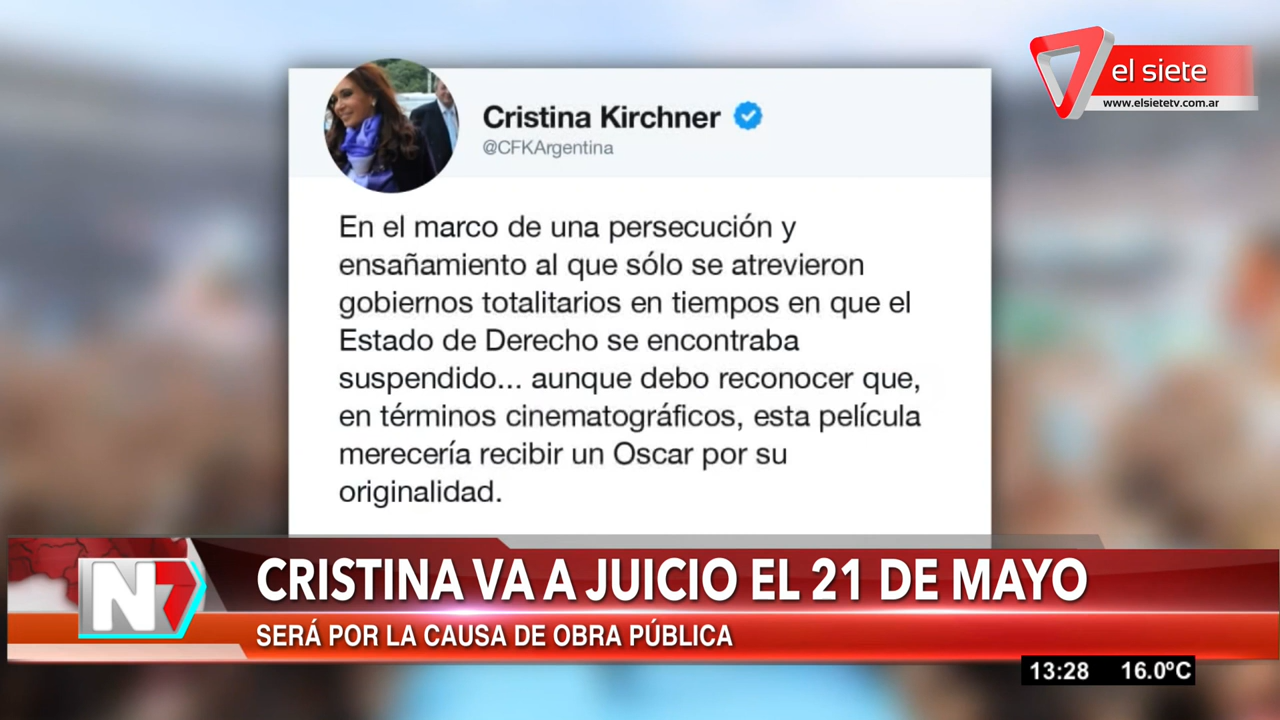 el siete
www.elsietetv.com.ar
Cristina Kirchner
@CFKArgentina
En el marco de una persecución y
ensañamiento al que sólo se atrevieron
gobiernos totalitarios en tiempos en que el
Estado de Derecho se encontraba
suspendido... aunque debo reconocer que,
en términos cinematográficos, esta película
merecería recibir un Oscar por su
originalidad.
N7
CRISTINA VA A JUICIO EL 21 DE MAYO
SERÁ POR LA CAUSA DE OBRA PÚBLICA
13:28 16.0ºC